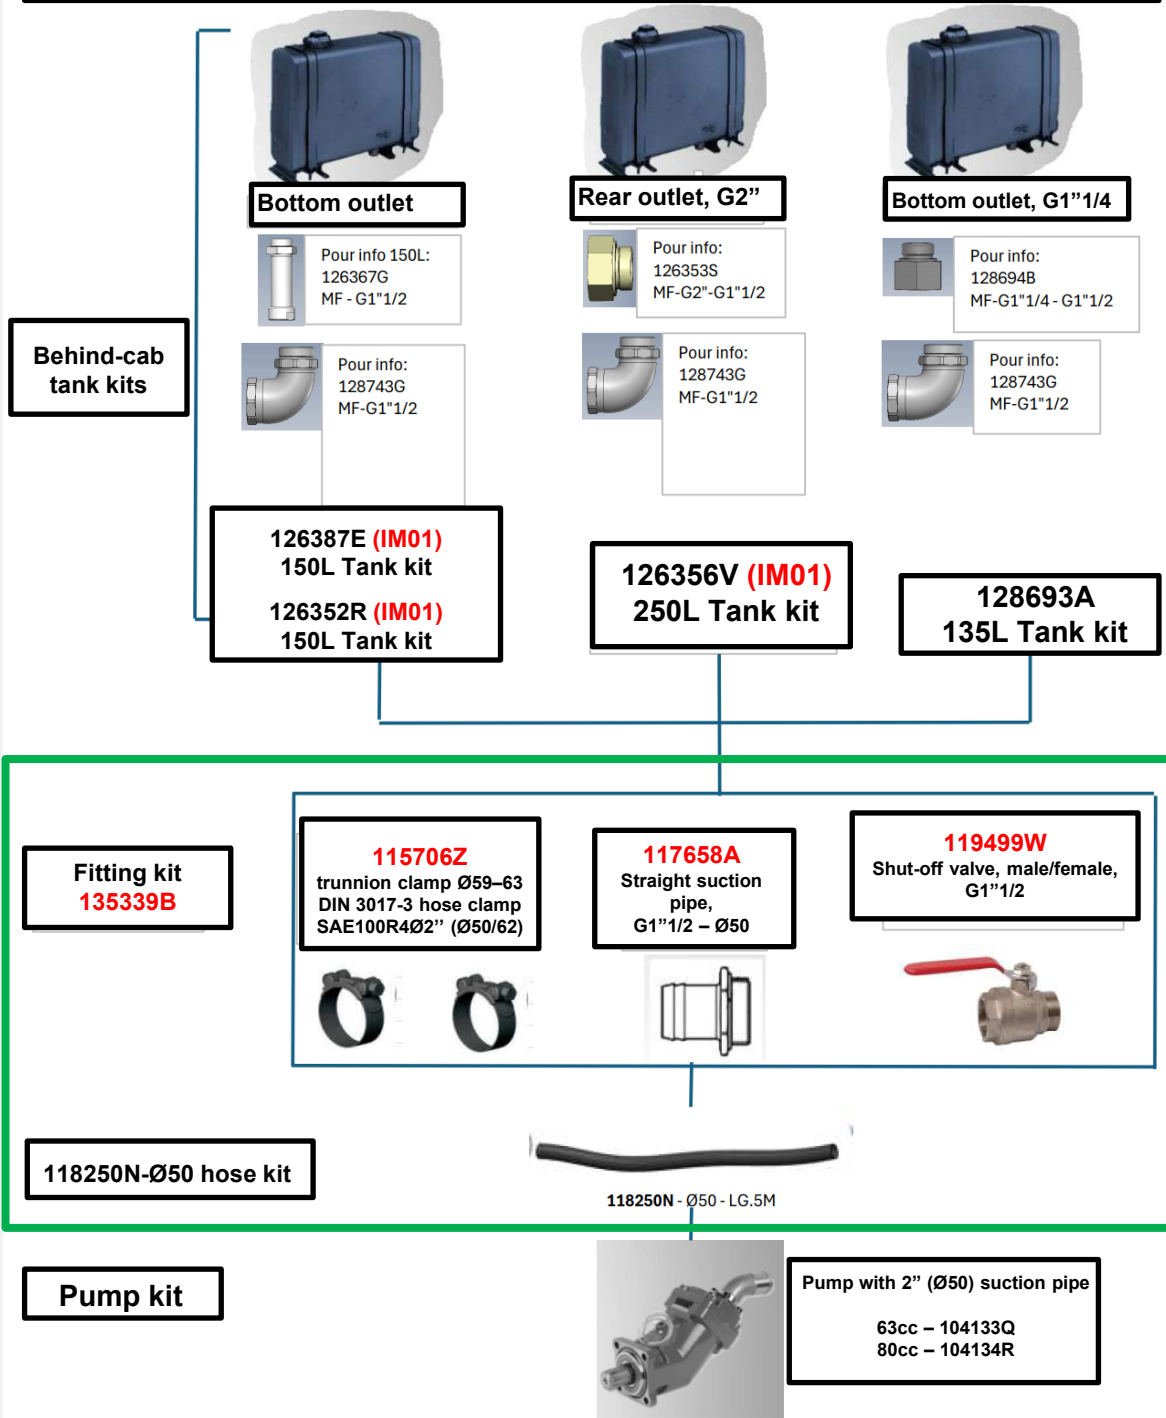 Bottom outlet
Rear outlet, G2”
Bottom outlet, G1”1/4
Pour info 150L:
126367G
MF - G1"1/2
Pour info:
126353S
MF-G2"-G1"1/2
Pour info:
128694B
MF-G1"1/4 - G1"1/2
Behind-cab
tank kits
Pour info:
128743G
MF-G1"1/2
Pour info:
128743G
MF-G1"1/2
Pour info:
128743G
MF-G1"1/2
126387E (IM01)
150L Tank kit
126352R (IM01)
150L Tank kit
126356V (IM01)
250L Tank kit
128693A
135L Tank kit
Fitting kit
135339B
115706Z
trunnion clamp Ø59–63
DIN 3017-3 hose clamp
SAE100R4Ø2’’ (Ø50/62)
117658A
Straight suction
pipe,
G1”1/2 – Ø50
119499W
Shut-off valve, male/female,
G1”1/2
118250N-Ø50 hose kit
118250N - Ø50 - LG.5M
Pump kit
Pump with 2” (Ø50) suction pipe
63cc – 104133Q
80cc – 104134R